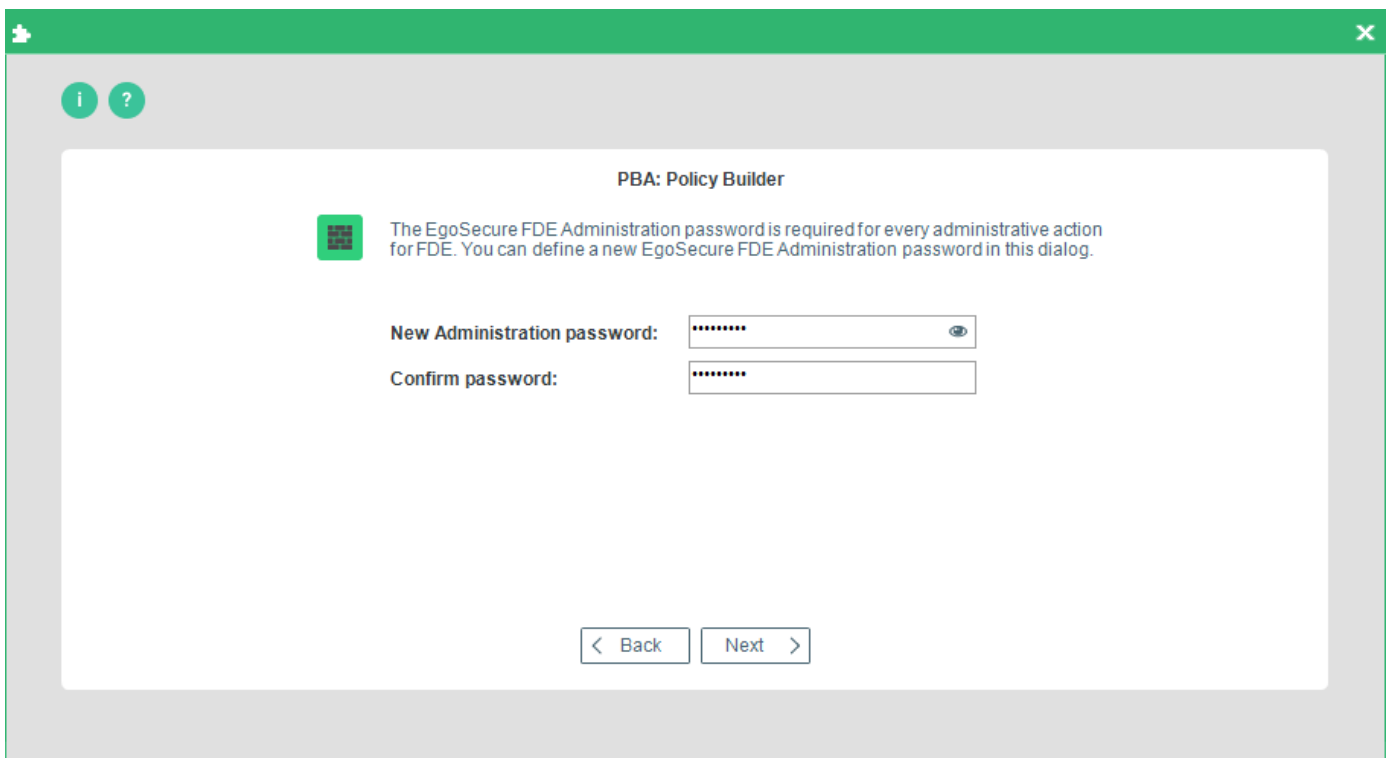 i ?
PBA: Policy Builder
The EgoSecure FDE Administration password is required for every administrative action
for FDE. You can define a new EgoSecure FDE Administration password in this dialog.
New Administration password: •••••••••
Confirm password: •••••••••
< Back Next >